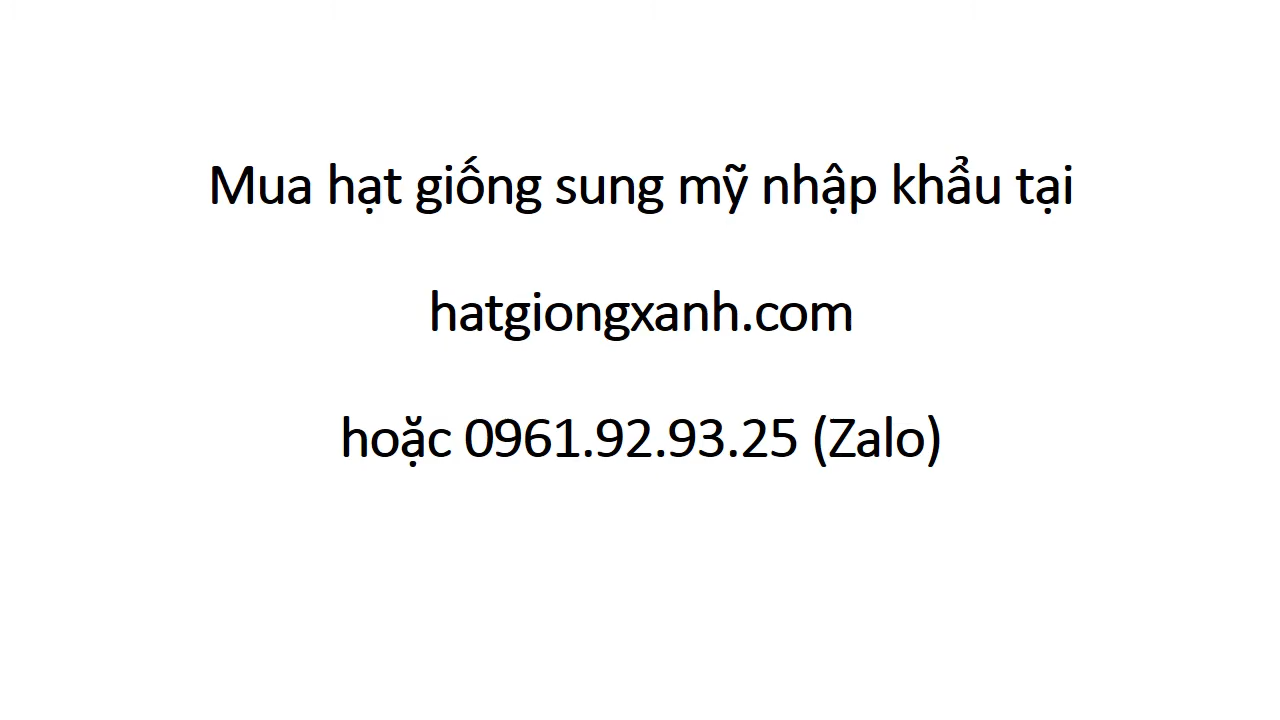 Mua hạt giống sung mỹ nhập khẩu tại
hatgiongxanh.com
hoặc 0961.92.93.25 (Zalo)